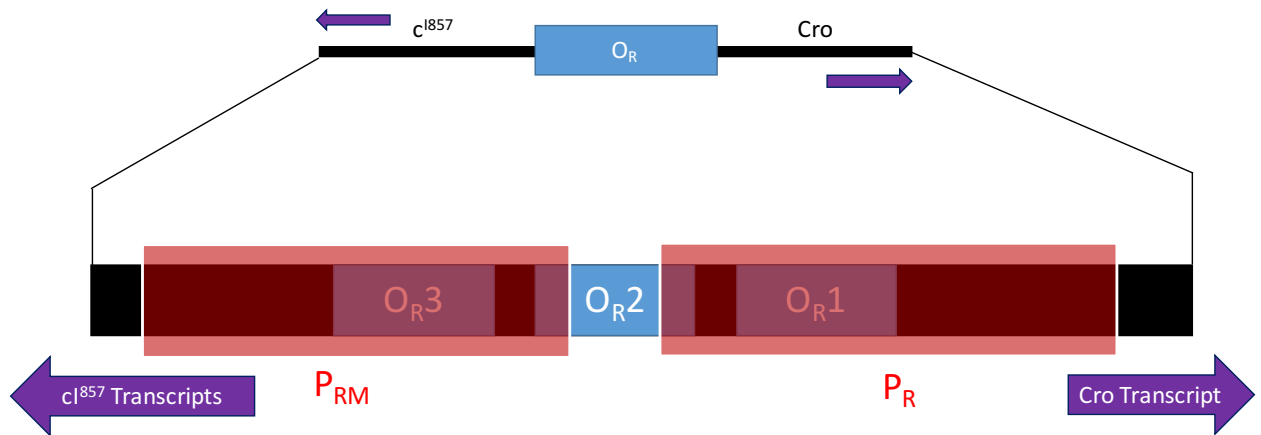 cI857
Cro
OR
OR3
OR2
OR1
PRM
PR
cI857 Transcripts
Cro Transcript